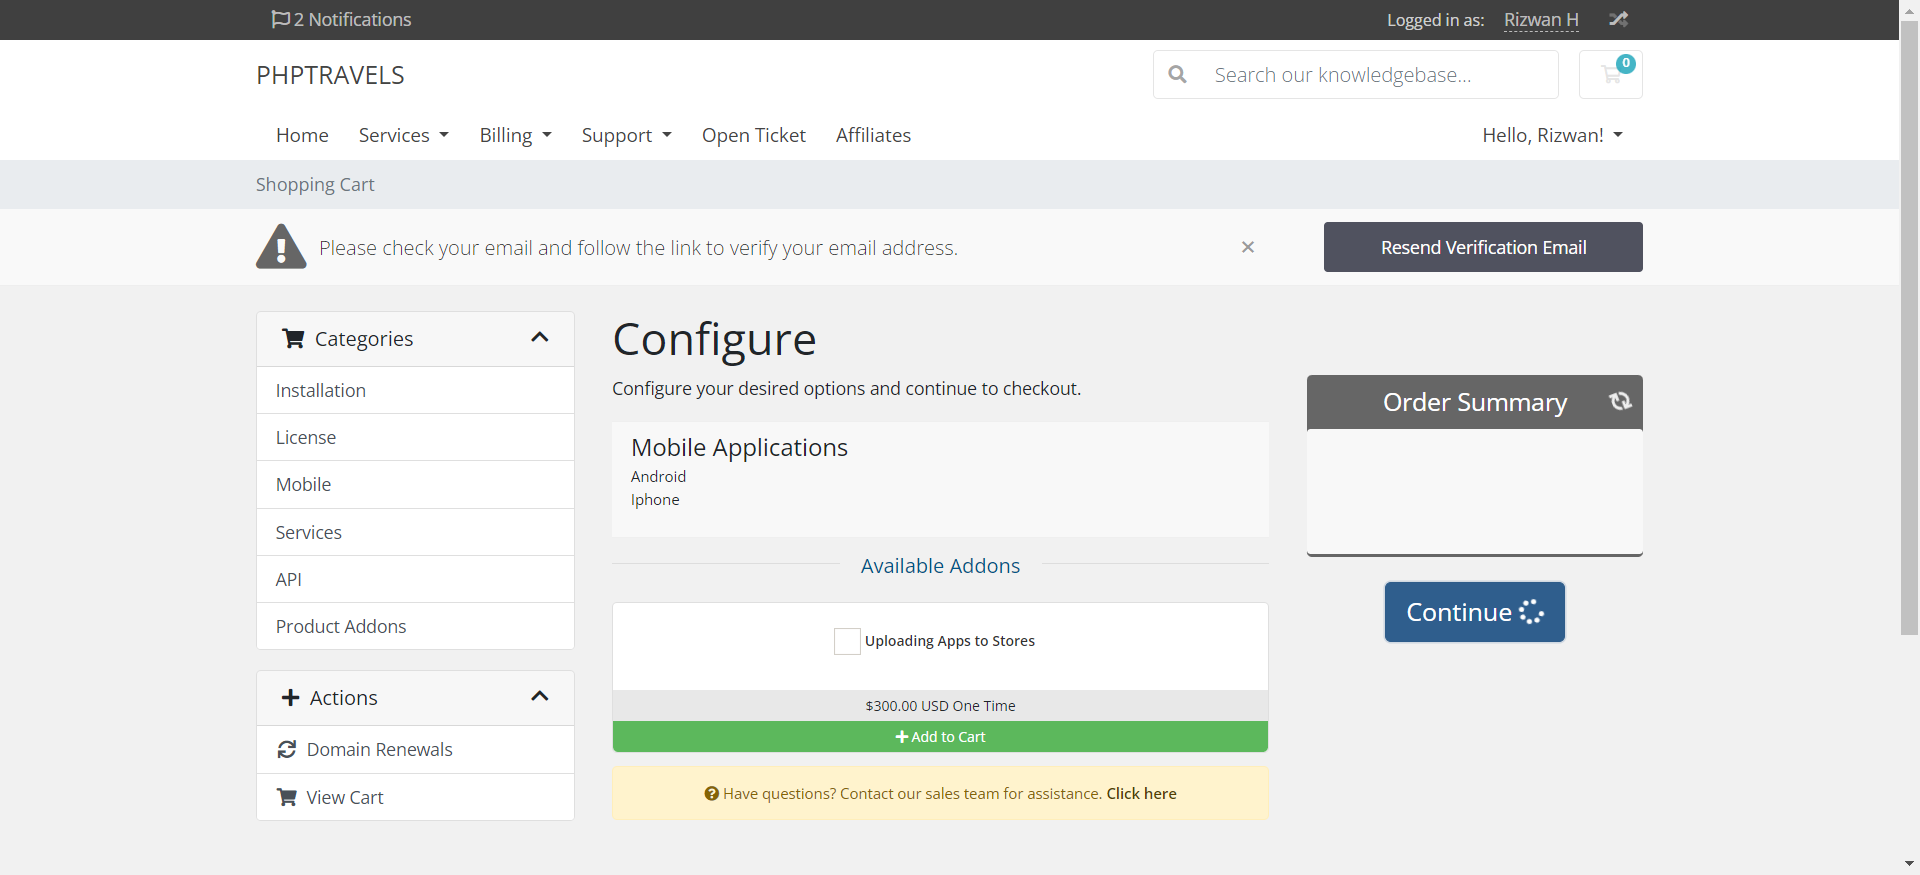 2 Notifications
Logged in as: Rizwan H
PHPTRAVELS
Search our knowledgebase...
0
Home Services Billing Support Open Ticket Affiliates Hello, Rizwan!
Shopping Cart
Please check your email and follow the link to verify your email address.
Resend Verification Email
Categories
Installation
License
Mobile
Services
API
Product Addons
Actions
Domain Renewals
View Cart
Configure
Configure your desired options and continue to checkout.
Mobile Applications
Android
Iphone
Available Addons
Uploading Apps to Stores
$300.00 USD One Time
Add to Cart
Have questions? Contact our sales team for assistance. Click here
Order Summary
Continue